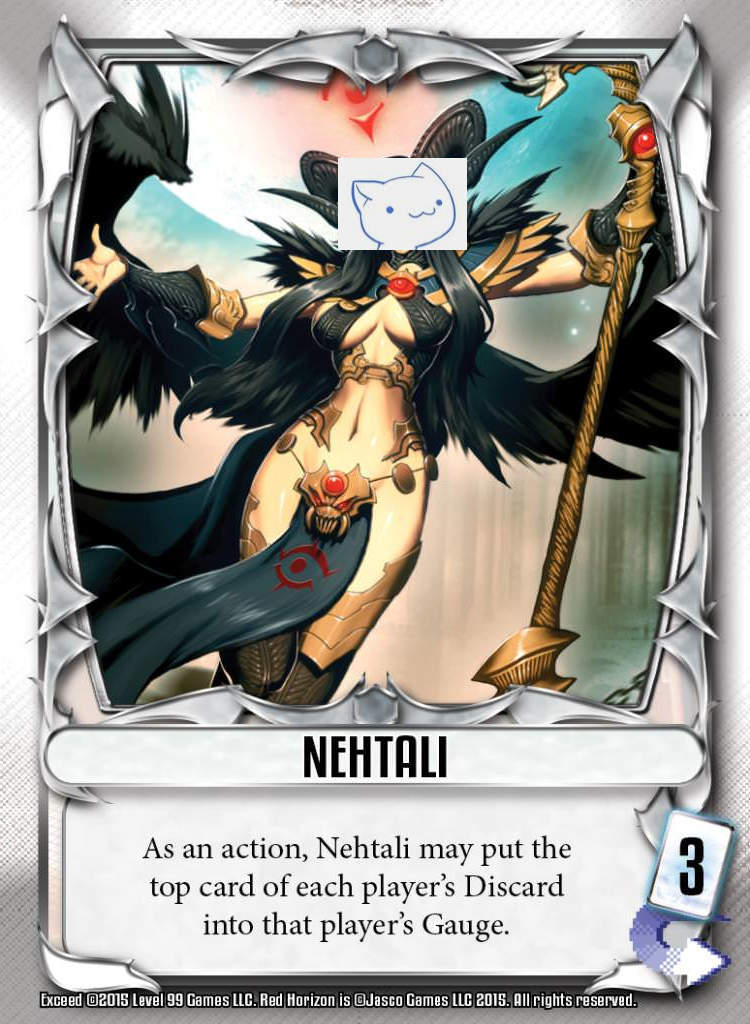 NEHTALI
As an action, Nehtali may put the
top card of each player's Discard
into that player's Gauge.
3
Exceed ©2015 Level 99 Games LLC. Red Horizon is ©Jasco Games LLC 2015. All rights reserved.